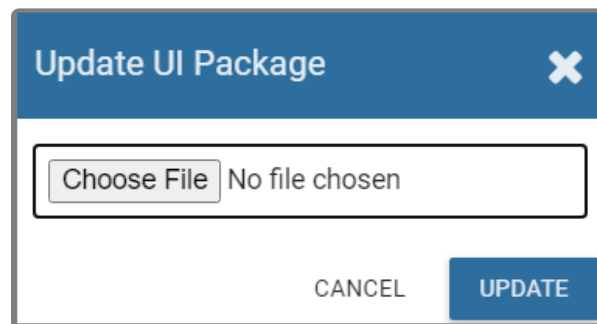 Update UI Package
Choose File No file chosen
CANCEL UPDATE